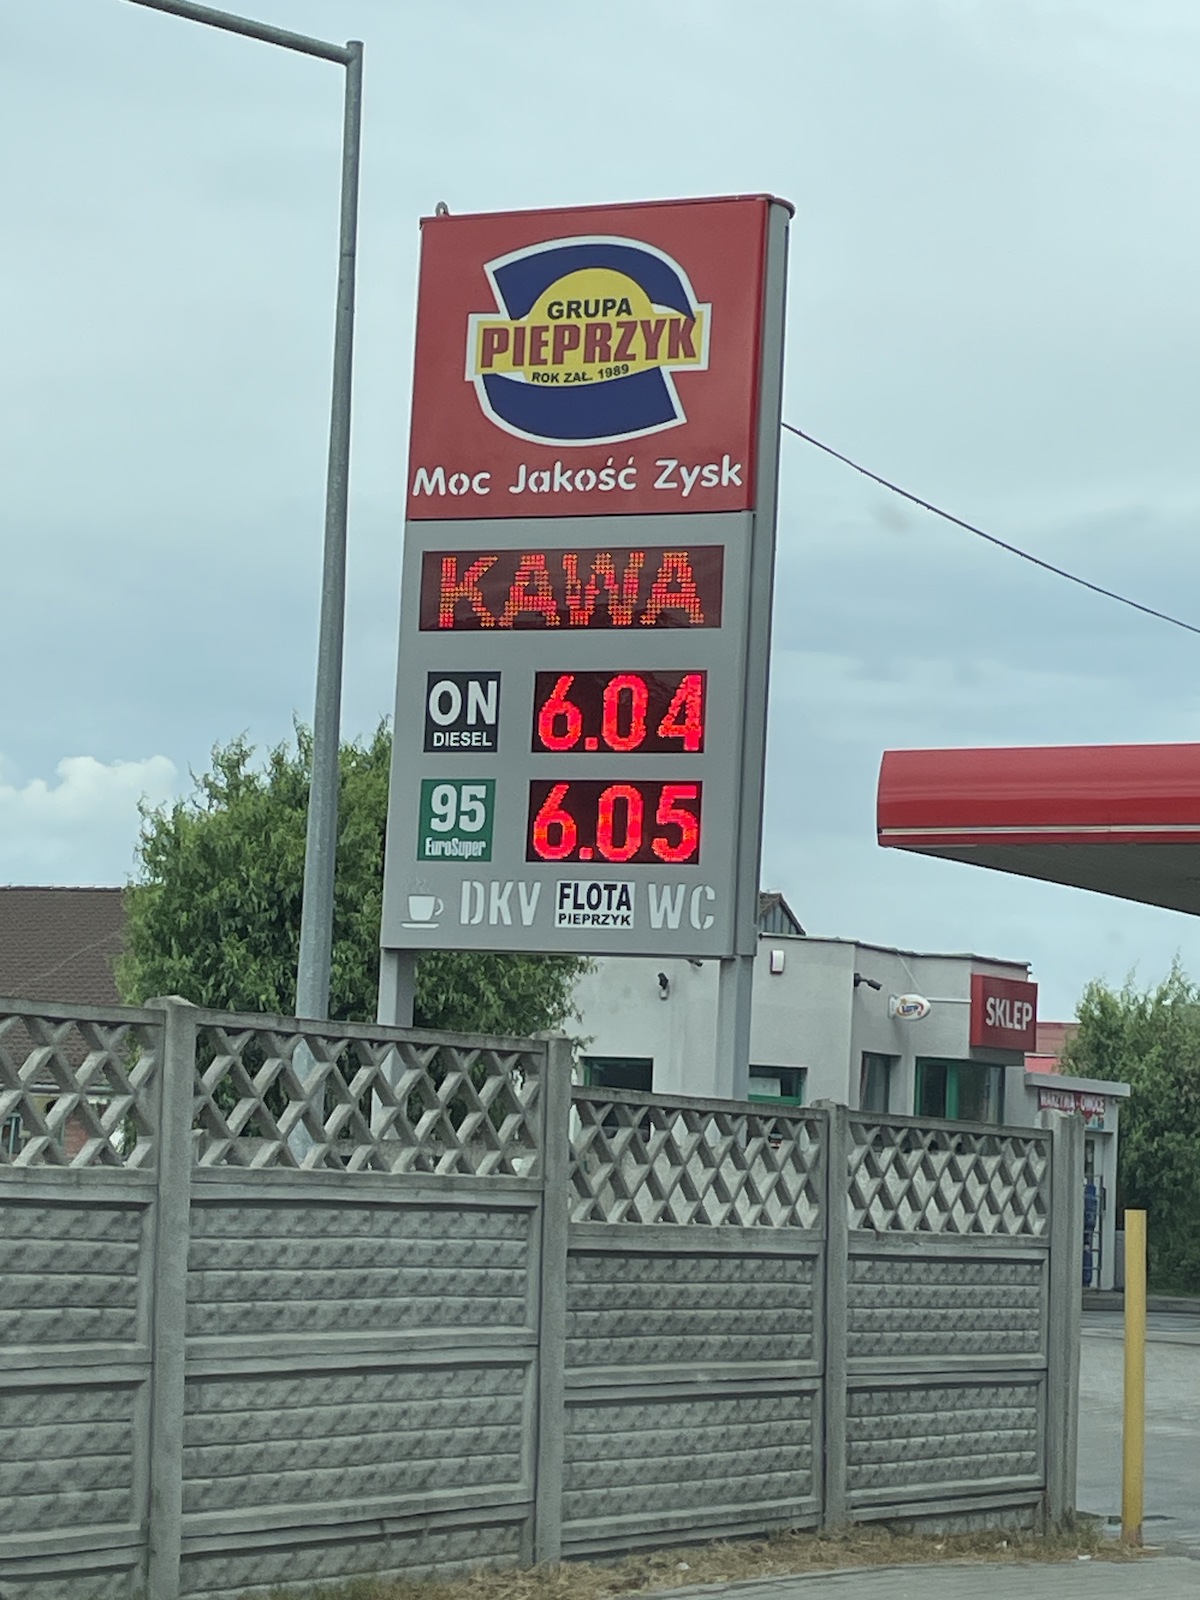 GRUPA
PIEPRZYK
ROK ZAŁ. 1989
Moc Jakość Zysk
KAWA
ON
DIESEL
6.04
95
EuroSuper
6.05
DKV
FLOTA
PIEPRZYK
WC
SKLEP